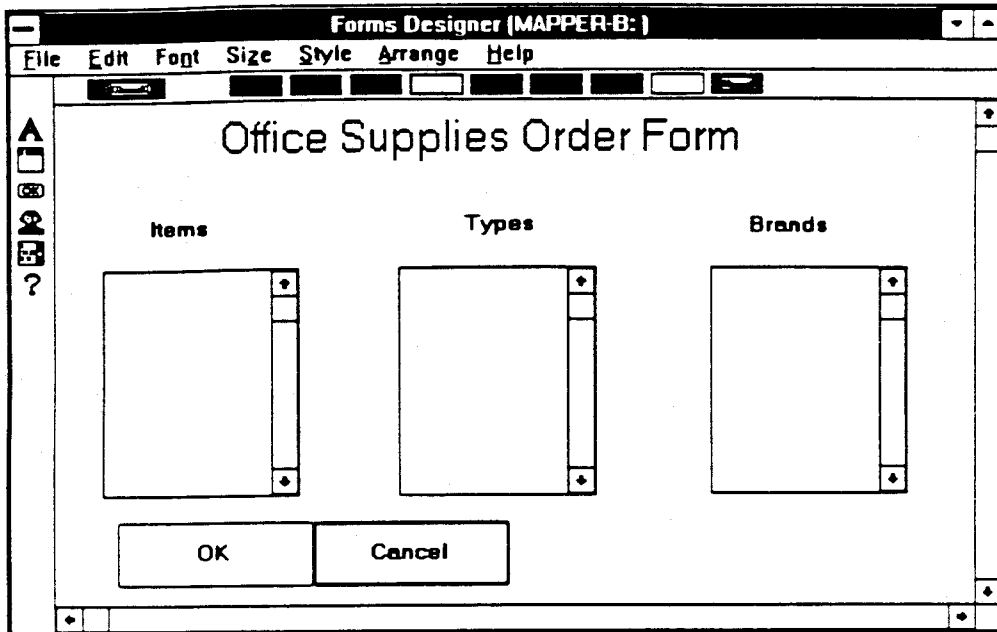 Forms Designer (MAPPER-B: )
File Edit Font Size Style Arrange Help
A
OK
?
Office Supplies Order Form
Items Types Brands
OK Cancel